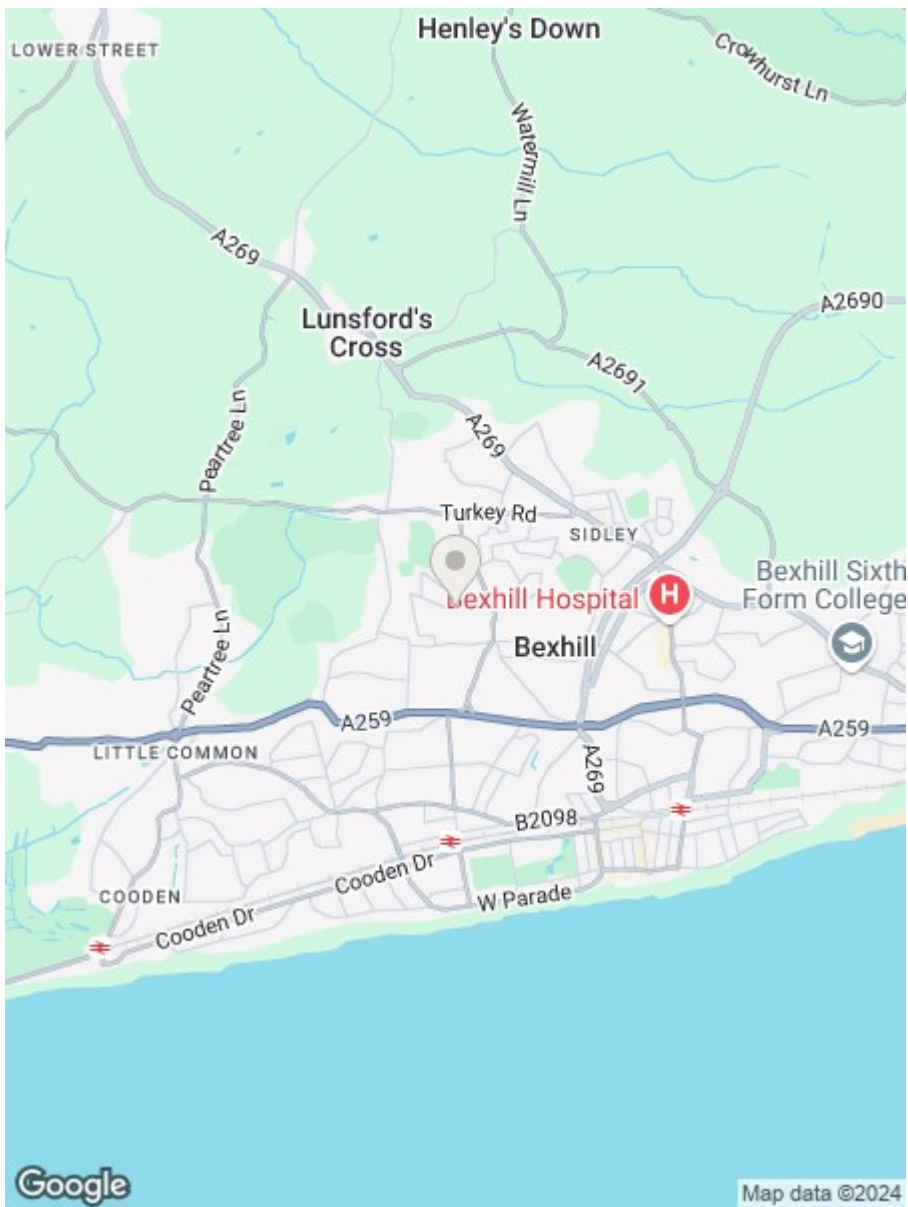 Henley's Down
LOWER STREET
Crowhurst Ln
Watermill Ln
A269
A2690
Lunsford's
Cross
A2691
Peartree Ln
A269
Turkey Rd
SIDLEY
Bexhill Sixth
Form College
Bexhill Hospital
H
Bexhill
Peartree Ln
A259
A259
LITTLE COMMON
A269
B2098
Cooden Dr
W Parade
COODEN
Cooden Dr
Google
Map data ©2024